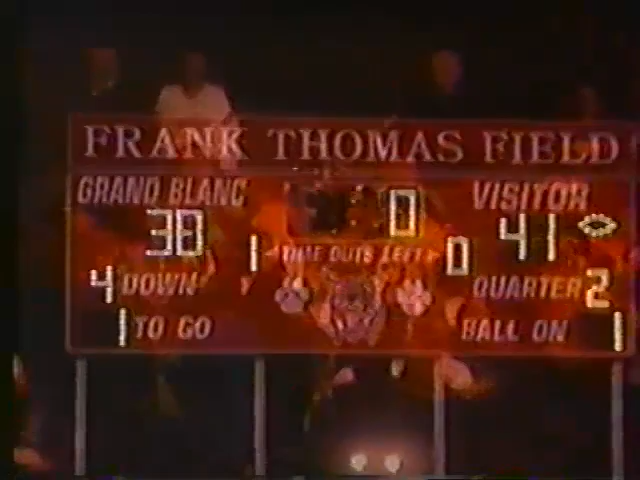 FRANK THOMAS FIELD
GRAND BLANC 0 VISITOR
38 41
1 TIME OUTS LEFT 0
4 DOWN QUARTER 2
1 TO GO BALL ON 1